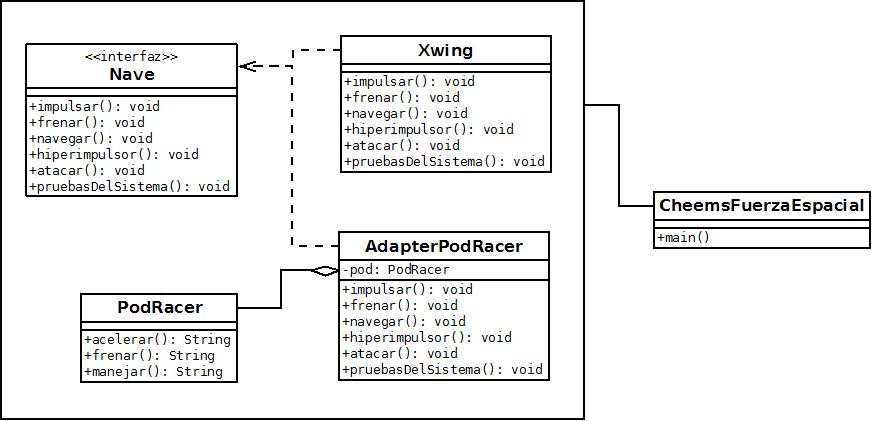 <<interfaz>>
Nave
+impulsar(): void
+frenar(): void
+navegar(): void
+hiperimpulsor(): void
+atacar(): void
+pruebasDelSistema(): void
Xwing
+impulsar(): void
+frenar(): void
+navegar(): void
+hiperimpulsor(): void
+atacar(): void
+pruebasDelSistema(): void
CheemsFuerzaEspacial
+main()
AdapterPodRacer
-pod: PodRacer
+impulsar(): void
+frenar(): void
+navegar(): void
+hiperimpulsor(): void
+atacar(): void
+pruebasDelSistema(): void
PodRacer
+acelerar(): String
+frenar(): String
+manejar(): String